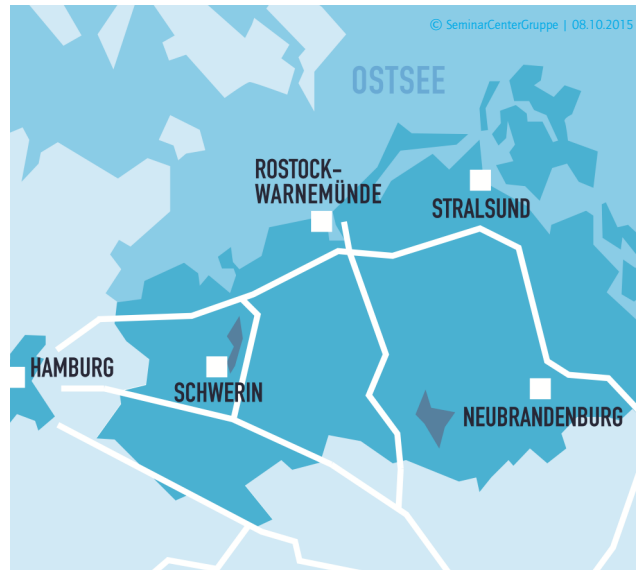 © SeminarCenterGruppe | 08.10.2015
OSTSEE
ROSTOCK-
WARNEMÜNDE
STRALSUND
HAMBURG
SCHWERIN
NEUBRANDENBURG